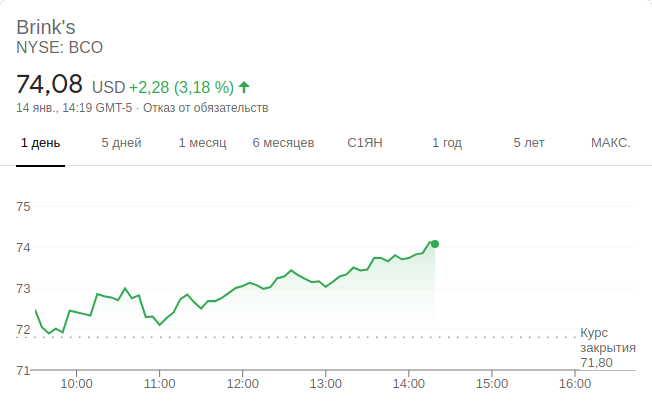 Brink's
NYSE: BCO
74,08 USD +2,28 (3,18 %)
14 янв., 14:19 GMT-5 · Отказ от обязательств
1 день 5 дней 1 месяц 6 месяцев С1ЯН 1 год 5 лет МАКС.
75
74
73
72
Курс
закрытия
71,80
71
10:00 11:00 12:00 13:00 14:00 15:00 16:00